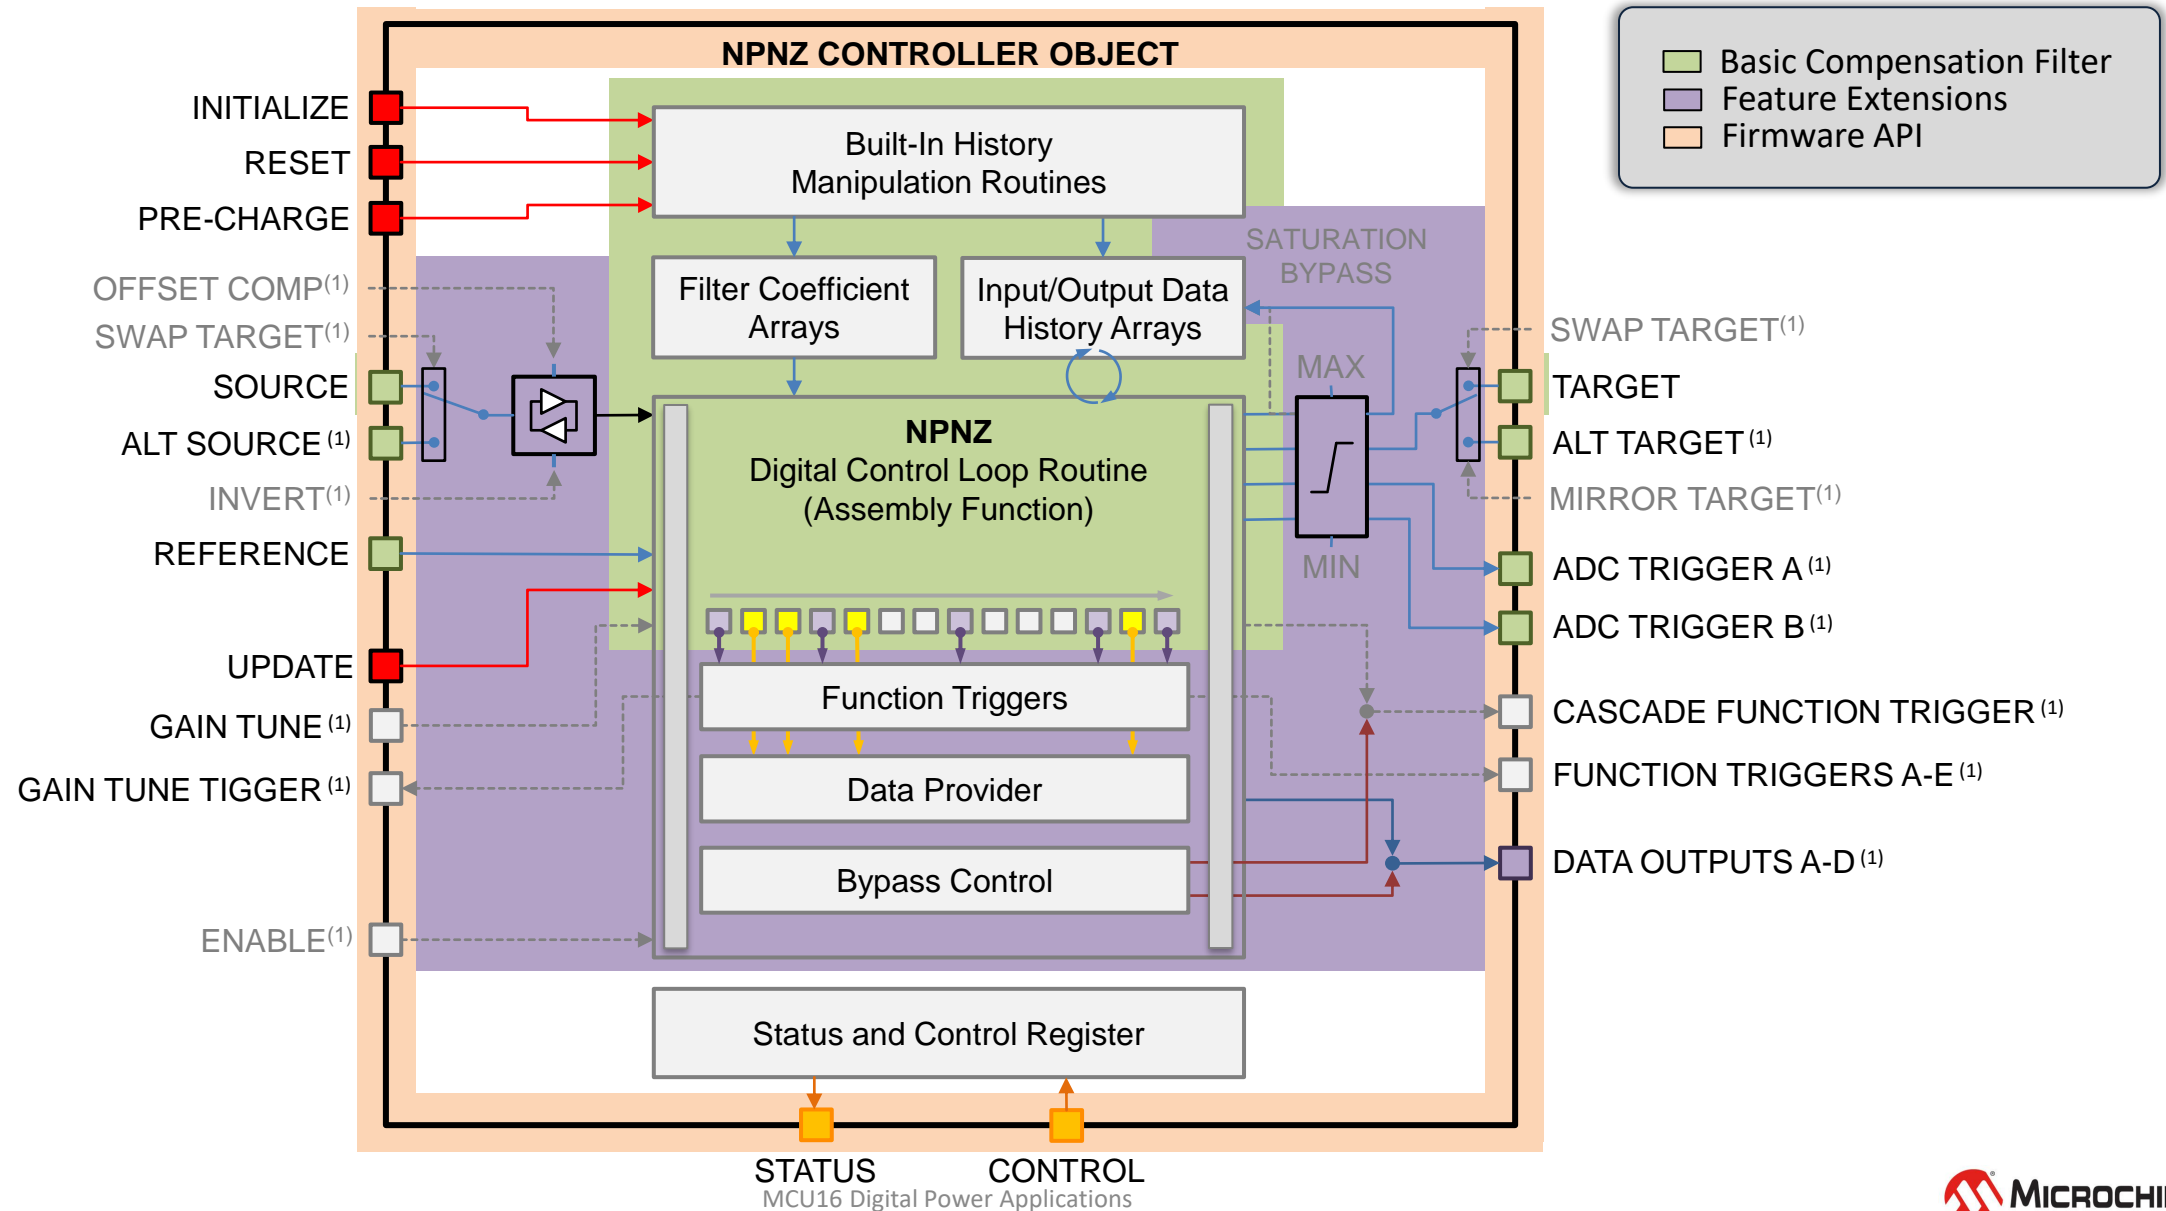 NPNZ CONTROLLER OBJECT
Basic Compensation Filter
Feature Extensions
Firmware API
INITIALIZE
RESET
PRE-CHARGE
OFFSET COMP(1)
SWAP TARGET(1)
SOURCE
ALT SOURCE (1)
INVERT(1)
REFERENCE
UPDATE
GAIN TUNE (1)
GAIN TUNE TIGGER (1)
ENABLE(1)
Built-In History
Manipulation Routines
Filter Coefficient
Arrays
Input/Output Data
History Arrays
SATURATION
BYPASS
MAX
MIN
NPNZ
Digital Control Loop Routine
(Assembly Function)
Function Triggers
Data Provider
Bypass Control
Status and Control Register
SWAP TARGET(1)
TARGET
ALT TARGET (1)
MIRROR TARGET(1)
ADC TRIGGER A (1)
ADC TRIGGER B (1)
CASCADE FUNCTION TRIGGER (1)
FUNCTION TRIGGERS A-E (1)
DATA OUTPUTS A-D (1)
STATUS
CONTROL
MCU16 Digital Power Applications
MICROCHI